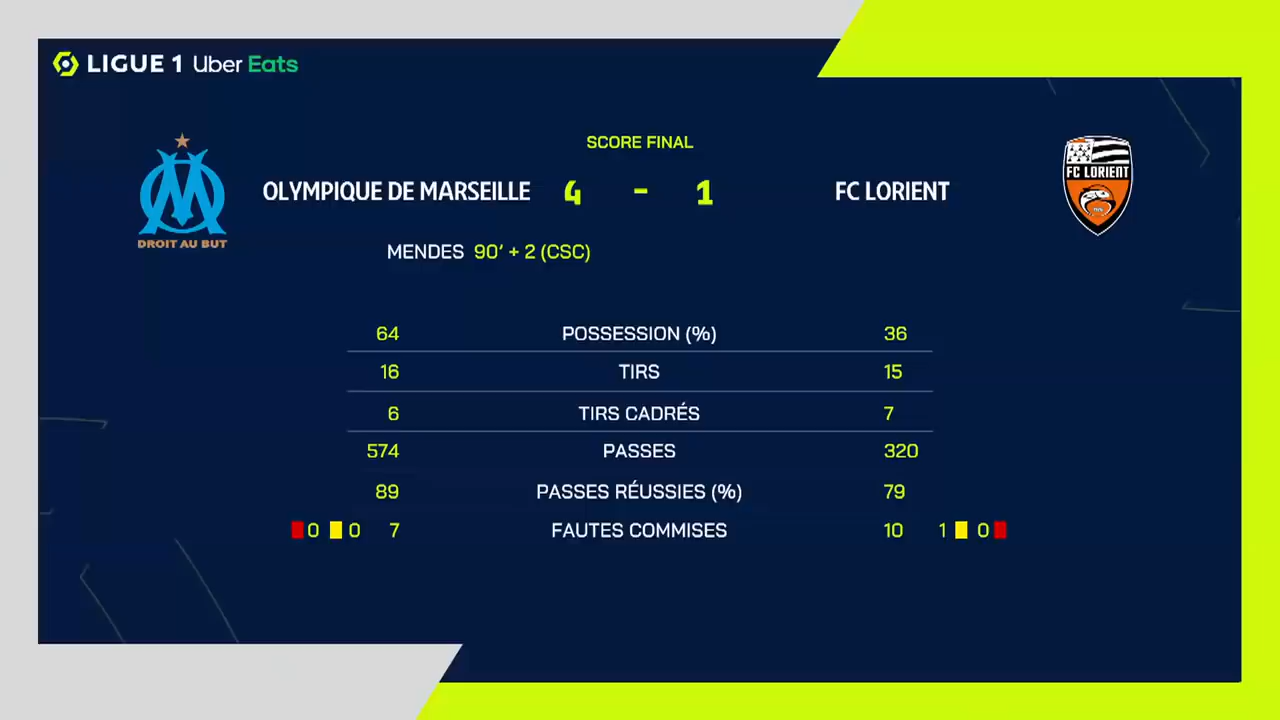 LIGUE 1 Uber Eats
SCORE FINAL
OLYMPIQUE DE MARSEILLE 4 - 1 FC LORIENT
DROIT AU BUT
FC LORIENT
MENDES 90’ + 2 (CSC)
64 POSSESSION (%) 36
16 TIRS 15
6 TIRS CADRÉS 7
574 PASSES 320
89 PASSES RÉUSSIES (%) 79
0 0 7 FAUTES COMMISES 10 1 0